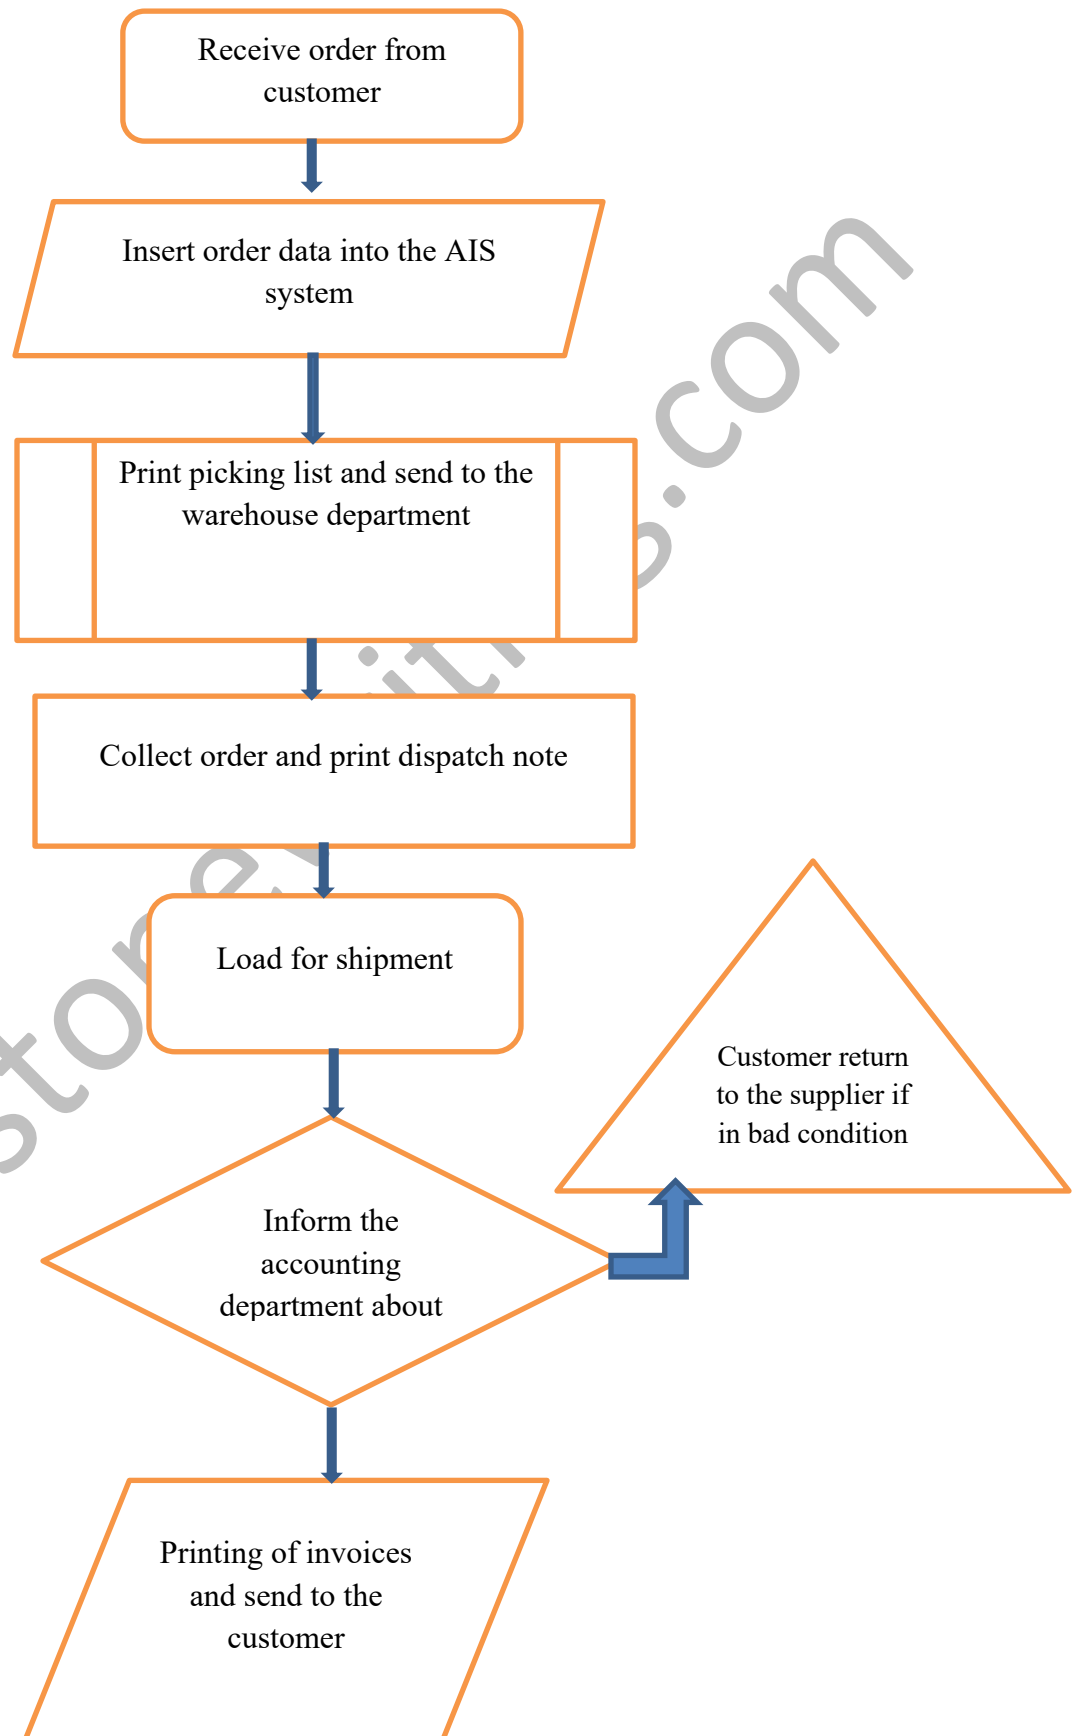 Receive order from
customer
Insert order data into the AIS
system
Print picking list and send to the
warehouse department
Collect order and print dispatch note
Load for shipment
Customer return
to the supplier if
in bad condition
Inform the
accounting
department about
Printing of invoices
and send to the
customer